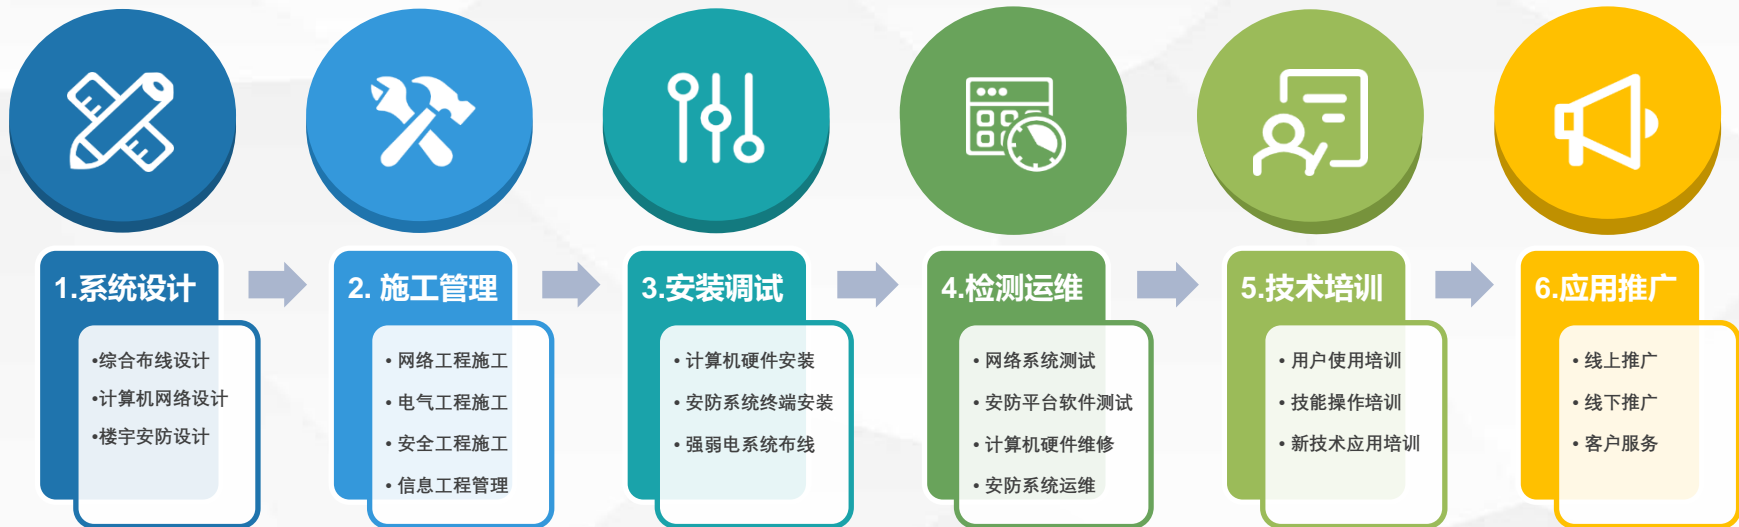 1.系统设计
•综合布线设计
•计算机网络设计
•楼宇安防设计
2. 施工管理
• 网络工程施工
• 电气工程施工
• 安全工程施工
• 信息工程管理
3.安装调试
• 计算机硬件安装
• 安防系统终端安装
• 强弱电系统布线
4.检测运维
• 网络系统测试
• 安防平台软件测试
• 计算机硬件维修
• 安防系统运维
5.技术培训
• 用户使用培训
• 技能操作培训
• 新技术应用培训
6.应用推广
• 线上推广
• 线下推广
• 客户服务